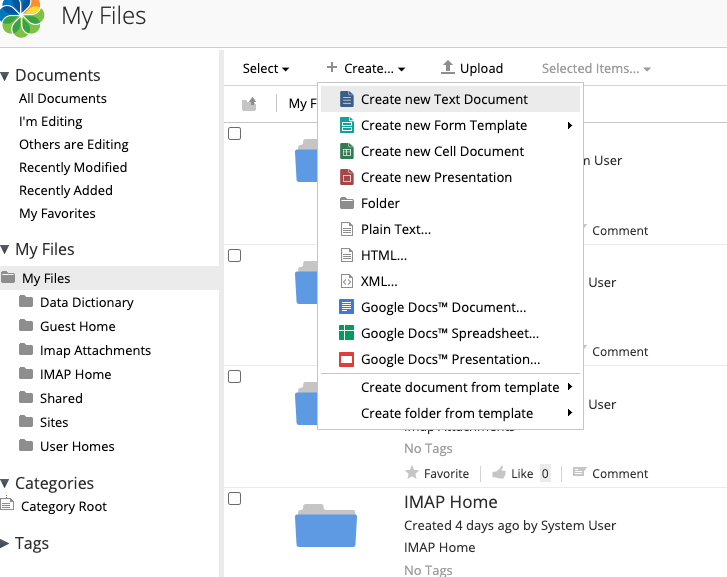 My Files
Documents
All Documents
I'm Editing
Others are Editing
Recently Modified
Recently Added
My Favorites
My Files
My Files
Data Dictionary
Guest Home
Imap Attachments
IMAP Home
Shared
Sites
User Homes
Categories
Category Root
Tags
Select Create... Upload Selected Items...
My F
Create new Text Document
Create new Form Template
Create new Cell Document
Create new Presentation
Folder
Plain Text...
HTML...
XML...
Google Docs™ Document...
Google Docs™ Spreadsheet...
Google Docs™ Presentation...
Create document from template
Create folder from template
m User
Comment
User
Comment
User
Imap Attachments
No Tags
Favorite Like 0 Comment
IMAP Home
Created 4 days ago by System User
IMAP Home
No Tags